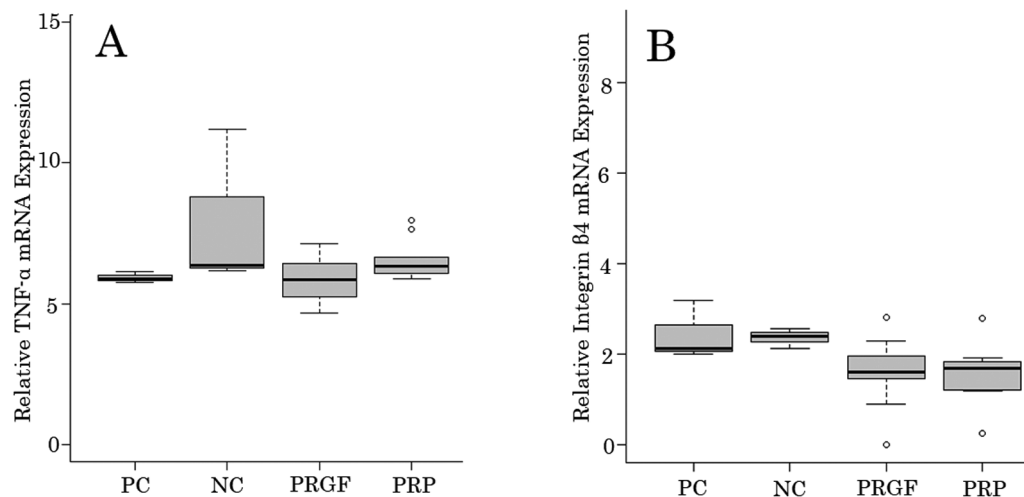 A
Relative TNF-α mRNA Expression
15
10
5
0
PC NC PRGF PRP
B
Relative Integrin ß4 mRNA Expression
8
6
4
2
0
PC NC PRGF PRP